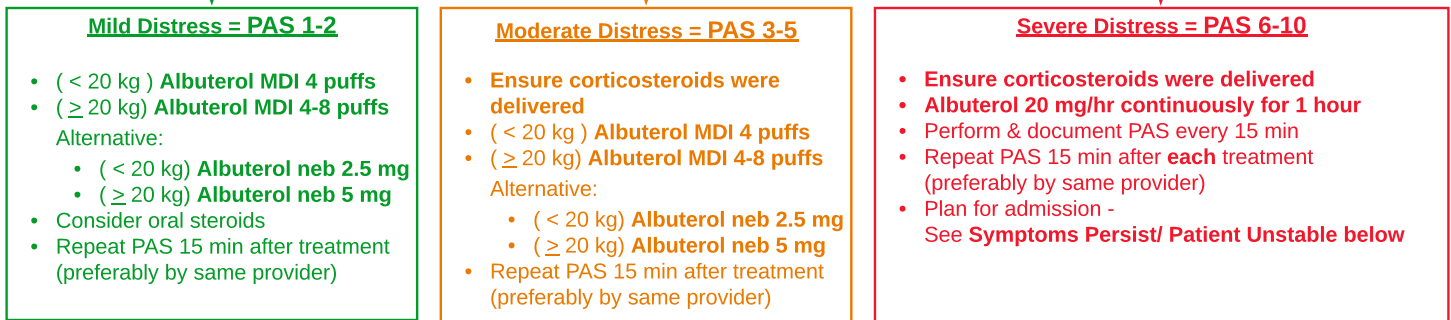 Mild Distress = PAS 1-2
• ( < 20 kg ) Albuterol MDI 4 puffs
• ( ≥ 20 kg) Albuterol MDI 4-8 puffs
Alternative:
• ( < 20 kg) Albuterol neb 2.5 mg
• ( ≥ 20 kg) Albuterol neb 5 mg
• Consider oral steroids
• Repeat PAS 15 min after treatment
(preferably by same provider)
Moderate Distress = PAS 3-5
• Ensure corticosteroids were
delivered
• ( < 20 kg ) Albuterol MDI 4 puffs
• ( ≥ 20 kg) Albuterol MDI 4-8 puffs
Alternative:
• ( < 20 kg) Albuterol neb 2.5 mg
• ( ≥ 20 kg) Albuterol neb 5 mg
• Repeat PAS 15 min after treatment
(preferably by same provider)
Severe Distress = PAS 6-10
• Ensure corticosteroids were delivered
• Albuterol 20 mg/hr continuously for 1 hour
• Perform & document PAS every 15 min
• Repeat PAS 15 min after each treatment
(preferably by same provider)
• Plan for admission -
See Symptoms Persist/ Patient Unstable below